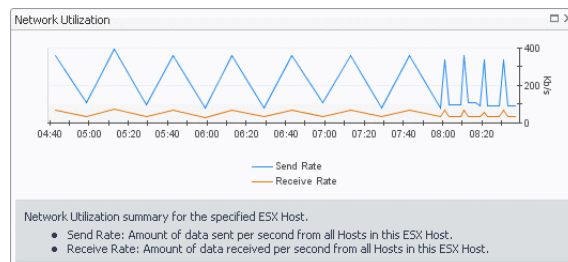 Network Utilization
400
200
0
Kb/s
04:40 05:00 05:20 05:40 06:00 06:20 06:40 07:00 07:20 07:40 08:00 08:20
Send Rate
Receive Rate
Network Utilization summary for the specified ESX Host.
● Send Rate: Amount of data sent per second from all Hosts in this ESX Host.
● Receive Rate: Amount of data received per second from all Hosts in this ESX Host.